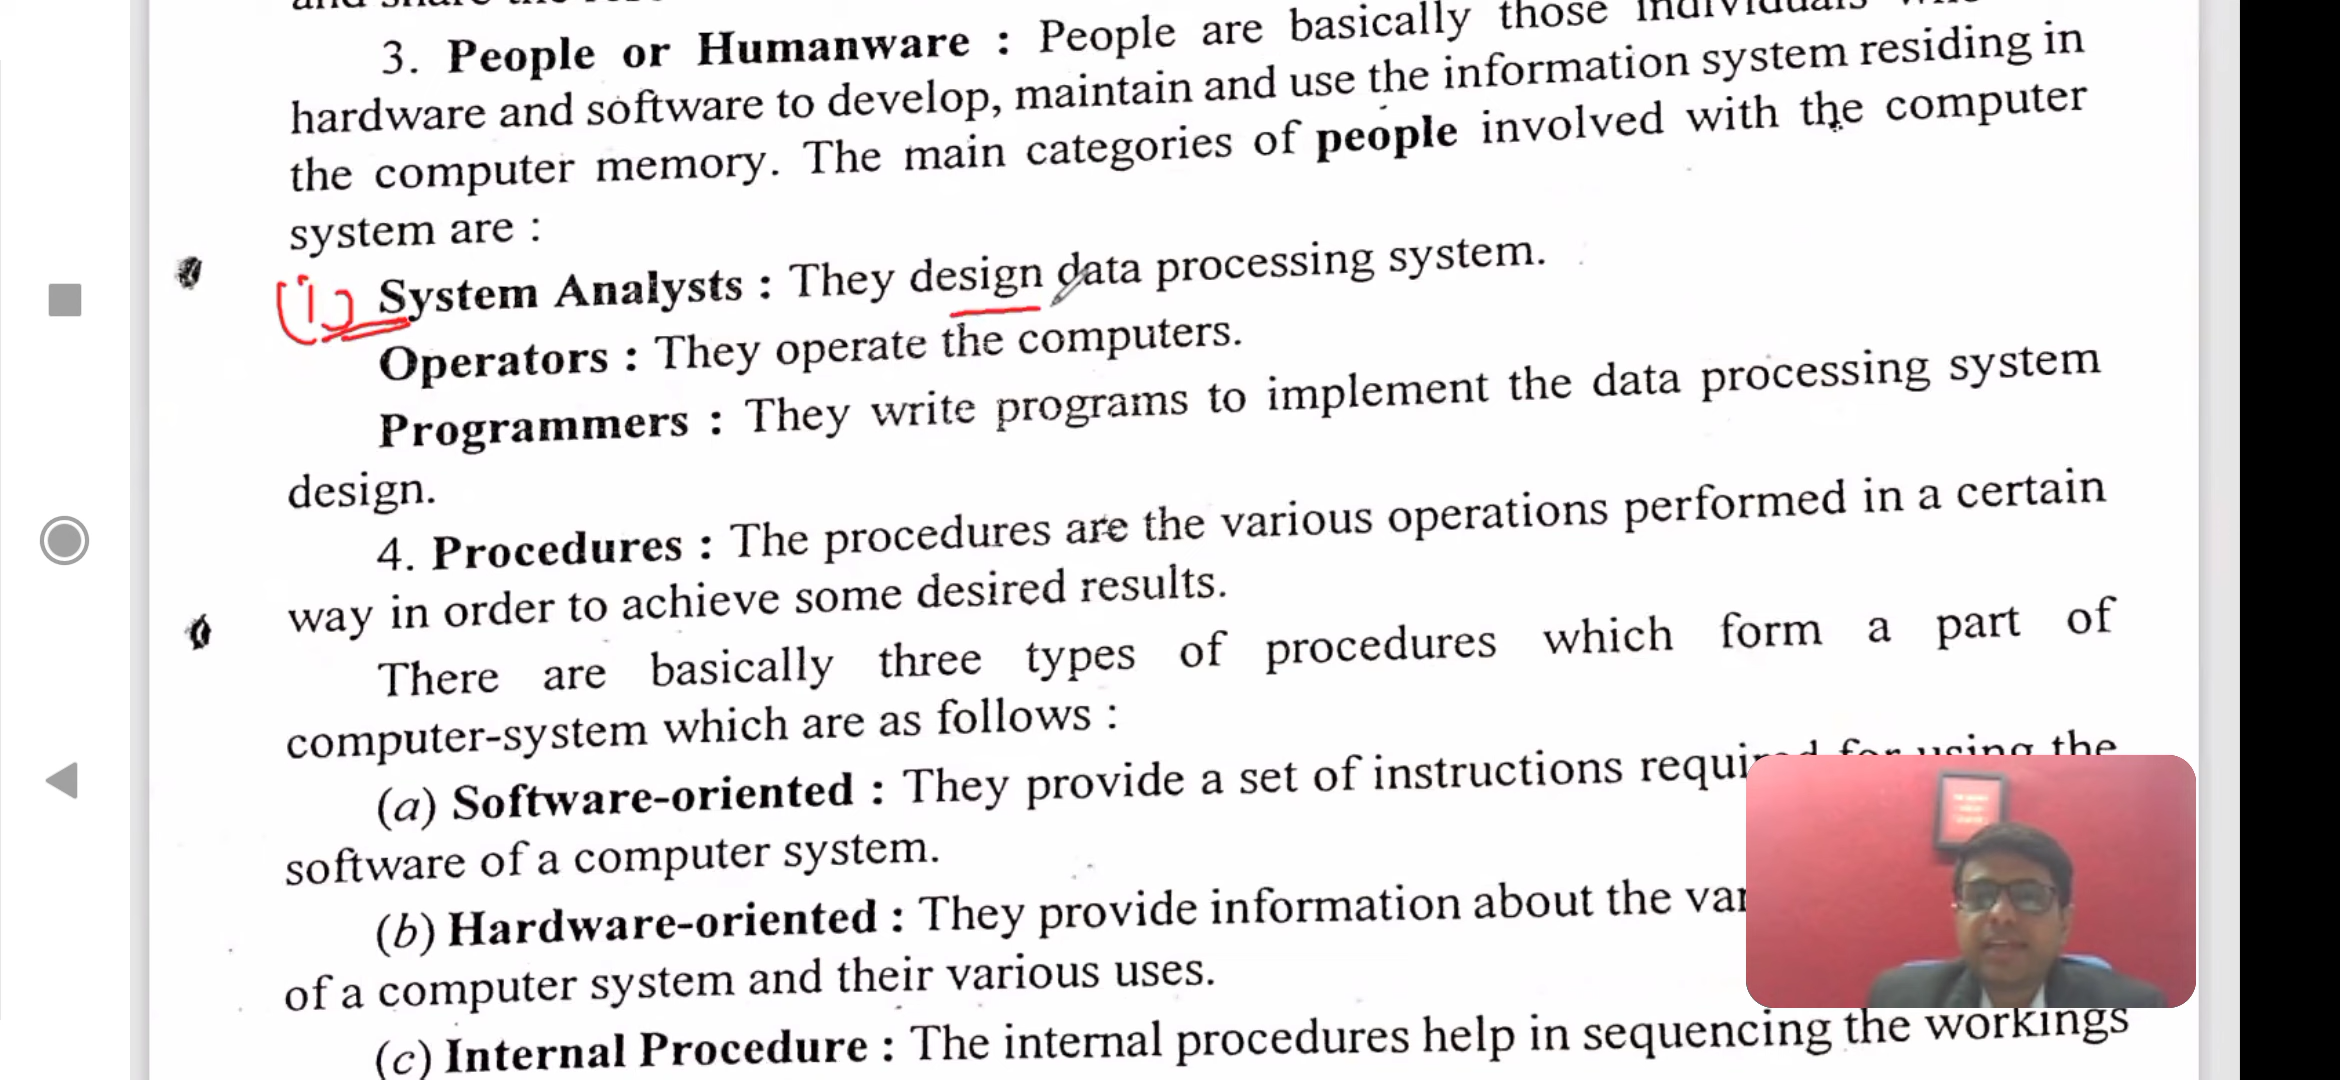 3. People or Humanware : People are basically those individuals
hardware and software to develop, maintain and use the information system residing in
the computer memory. The main categories of people involved with the computer
system are :
(1) System Analysts : They design data processing system.
Operators : They operate the computers.
Programmers : They write programs to implement the data processing system
design.
4. Procedures : The procedures are the various operations performed in a certain
way in order to achieve some desired results.
There are basically three types of procedures which form a part of
computer-system which are as follows :
(a) Software-oriented : They provide a set of instructions required for using the
software of a computer system.
(b) Hardware-oriented : They provide information about the
of a computer system and their various uses.
(c) Internal Procedure : The internal procedures help in sequencing the workings